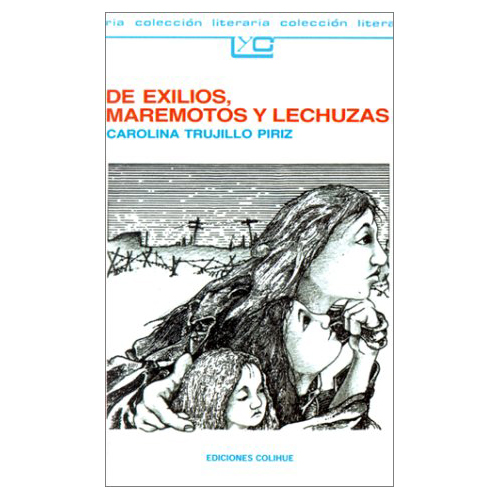 ria colección literaria colección litera
LyC
DE EXILIOS,
MAREMOTOS Y LECHUZAS
CAROLINA TRUJILLO PIRIZ
EDICIONES COLIHUE